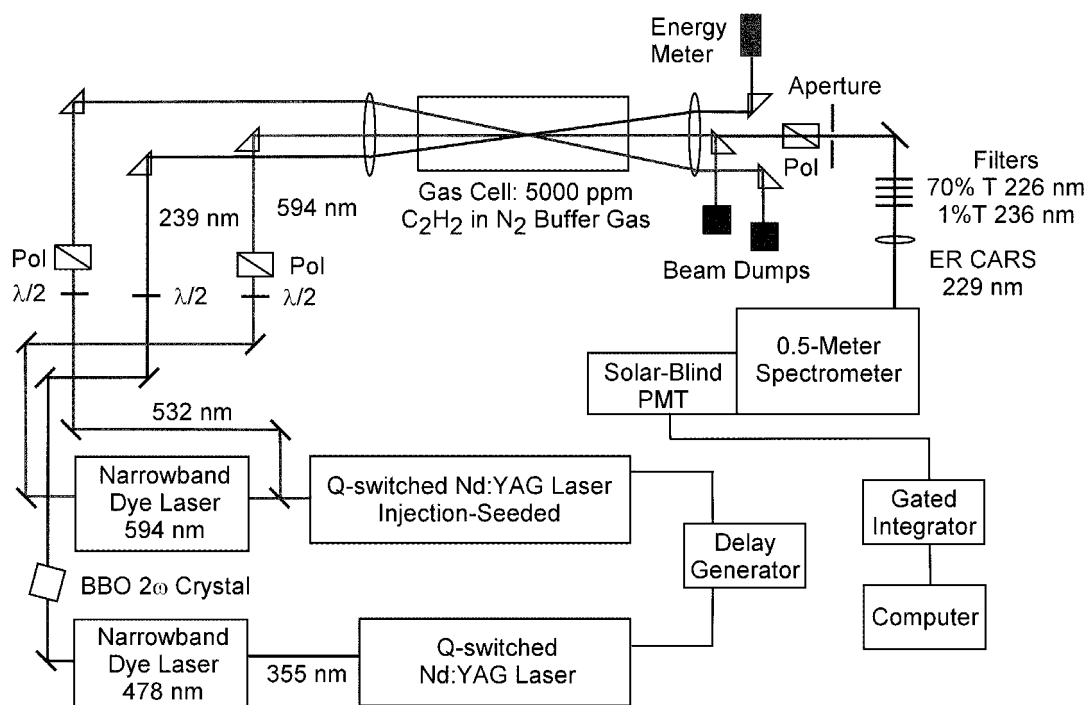 Energy
Meter
Aperture
Pol
Filters
70% T 226 nm
1%T 236 nm
Gas Cell: 5000 ppm
C2H2 in N2 Buffer Gas
594 nm
239 nm
Beam Dumps
ER CARS
229 nm
Pol
λ/2
λ/2
Pol
λ/2
0.5-Meter
Spectrometer
Solar-Blind
PMT
532 nm
Narrowband
Dye Laser
594 nm
Q-switched Nd:YAG Laser
Injection-Seeded
Delay
Generator
Gated
Integrator
Computer
BBO 2ω Crystal
Narrowband
Dye Laser
478 nm
355 nm
Q-switched
Nd:YAG Laser